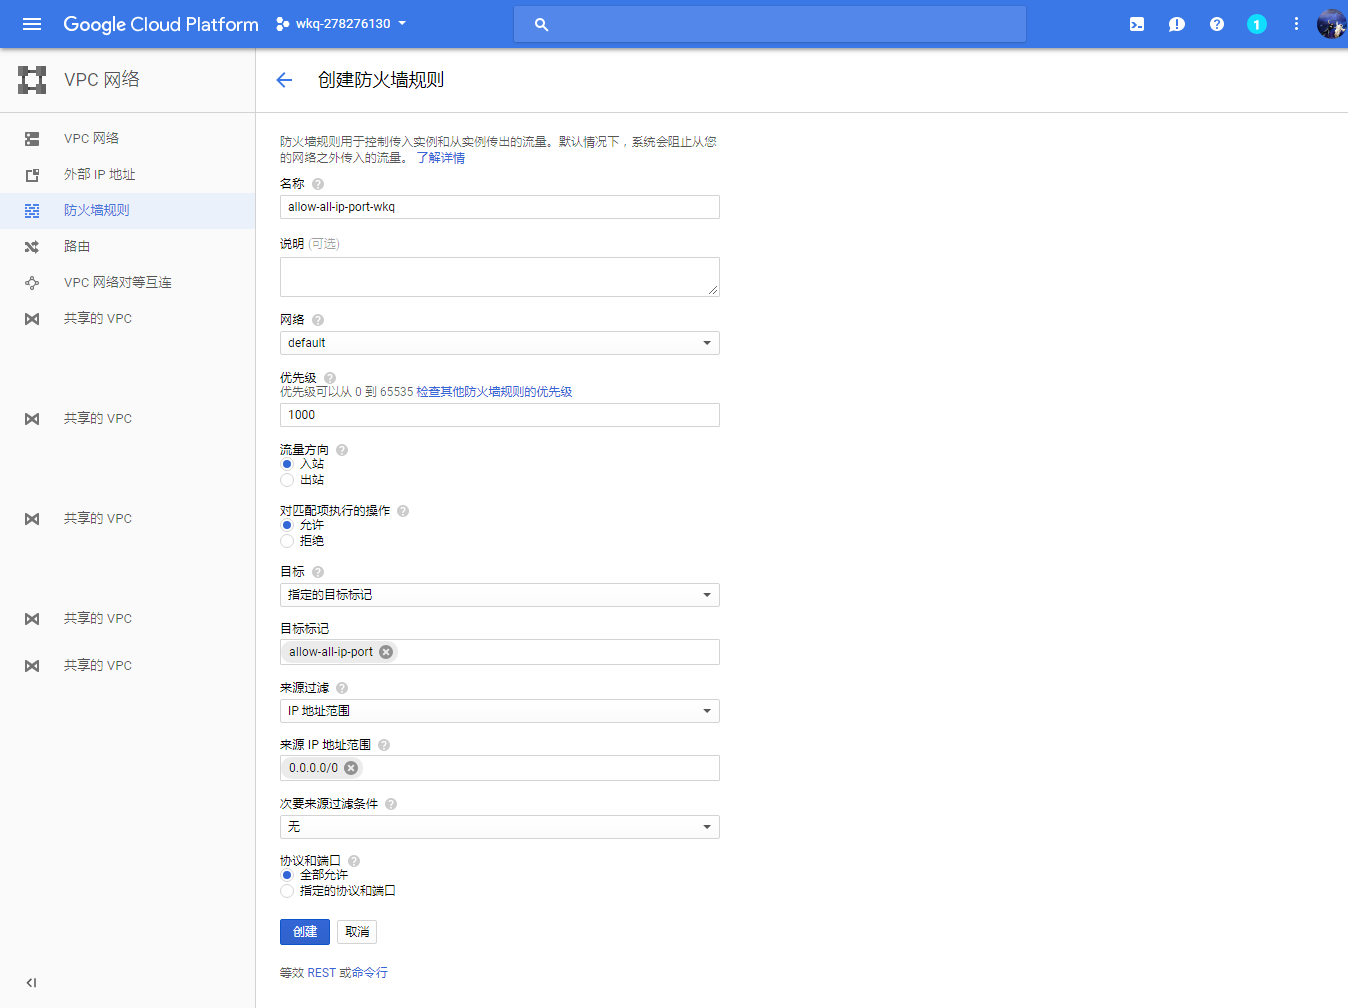 Google Cloud Platform
wkq-278276130
1
VPC 网络
创建防火墙规则
VPC 网络
外部 IP 地址
防火墙规则
路由
VPC 网络对等互连
共享的 VPC
共享的 VPC
共享的 VPC
共享的 VPC
共享的 VPC
防火墙规则用于控制传入实例和从实例传出的流量。默认情况下，系统会阻止从您
的网络之外传入的流量。 了解详情
名称
allow-all-ip-port-wkq
说明 (可选)
网络
default
优先级
优先级可以从 0 到 65535 检查其他防火墙规则的优先级
1000
流量方向
入站
出站
对匹配项执行的操作
允许
拒绝
目标
指定的目标标记
目标标记
allow-all-ip-port
来源过滤
IP 地址范围
来源 IP 地址范围
0.0.0.0/0
次要来源过滤条件
无
协议和端口
全部允许
指定的协议和端口
创建
取消
等效 REST 或命令行